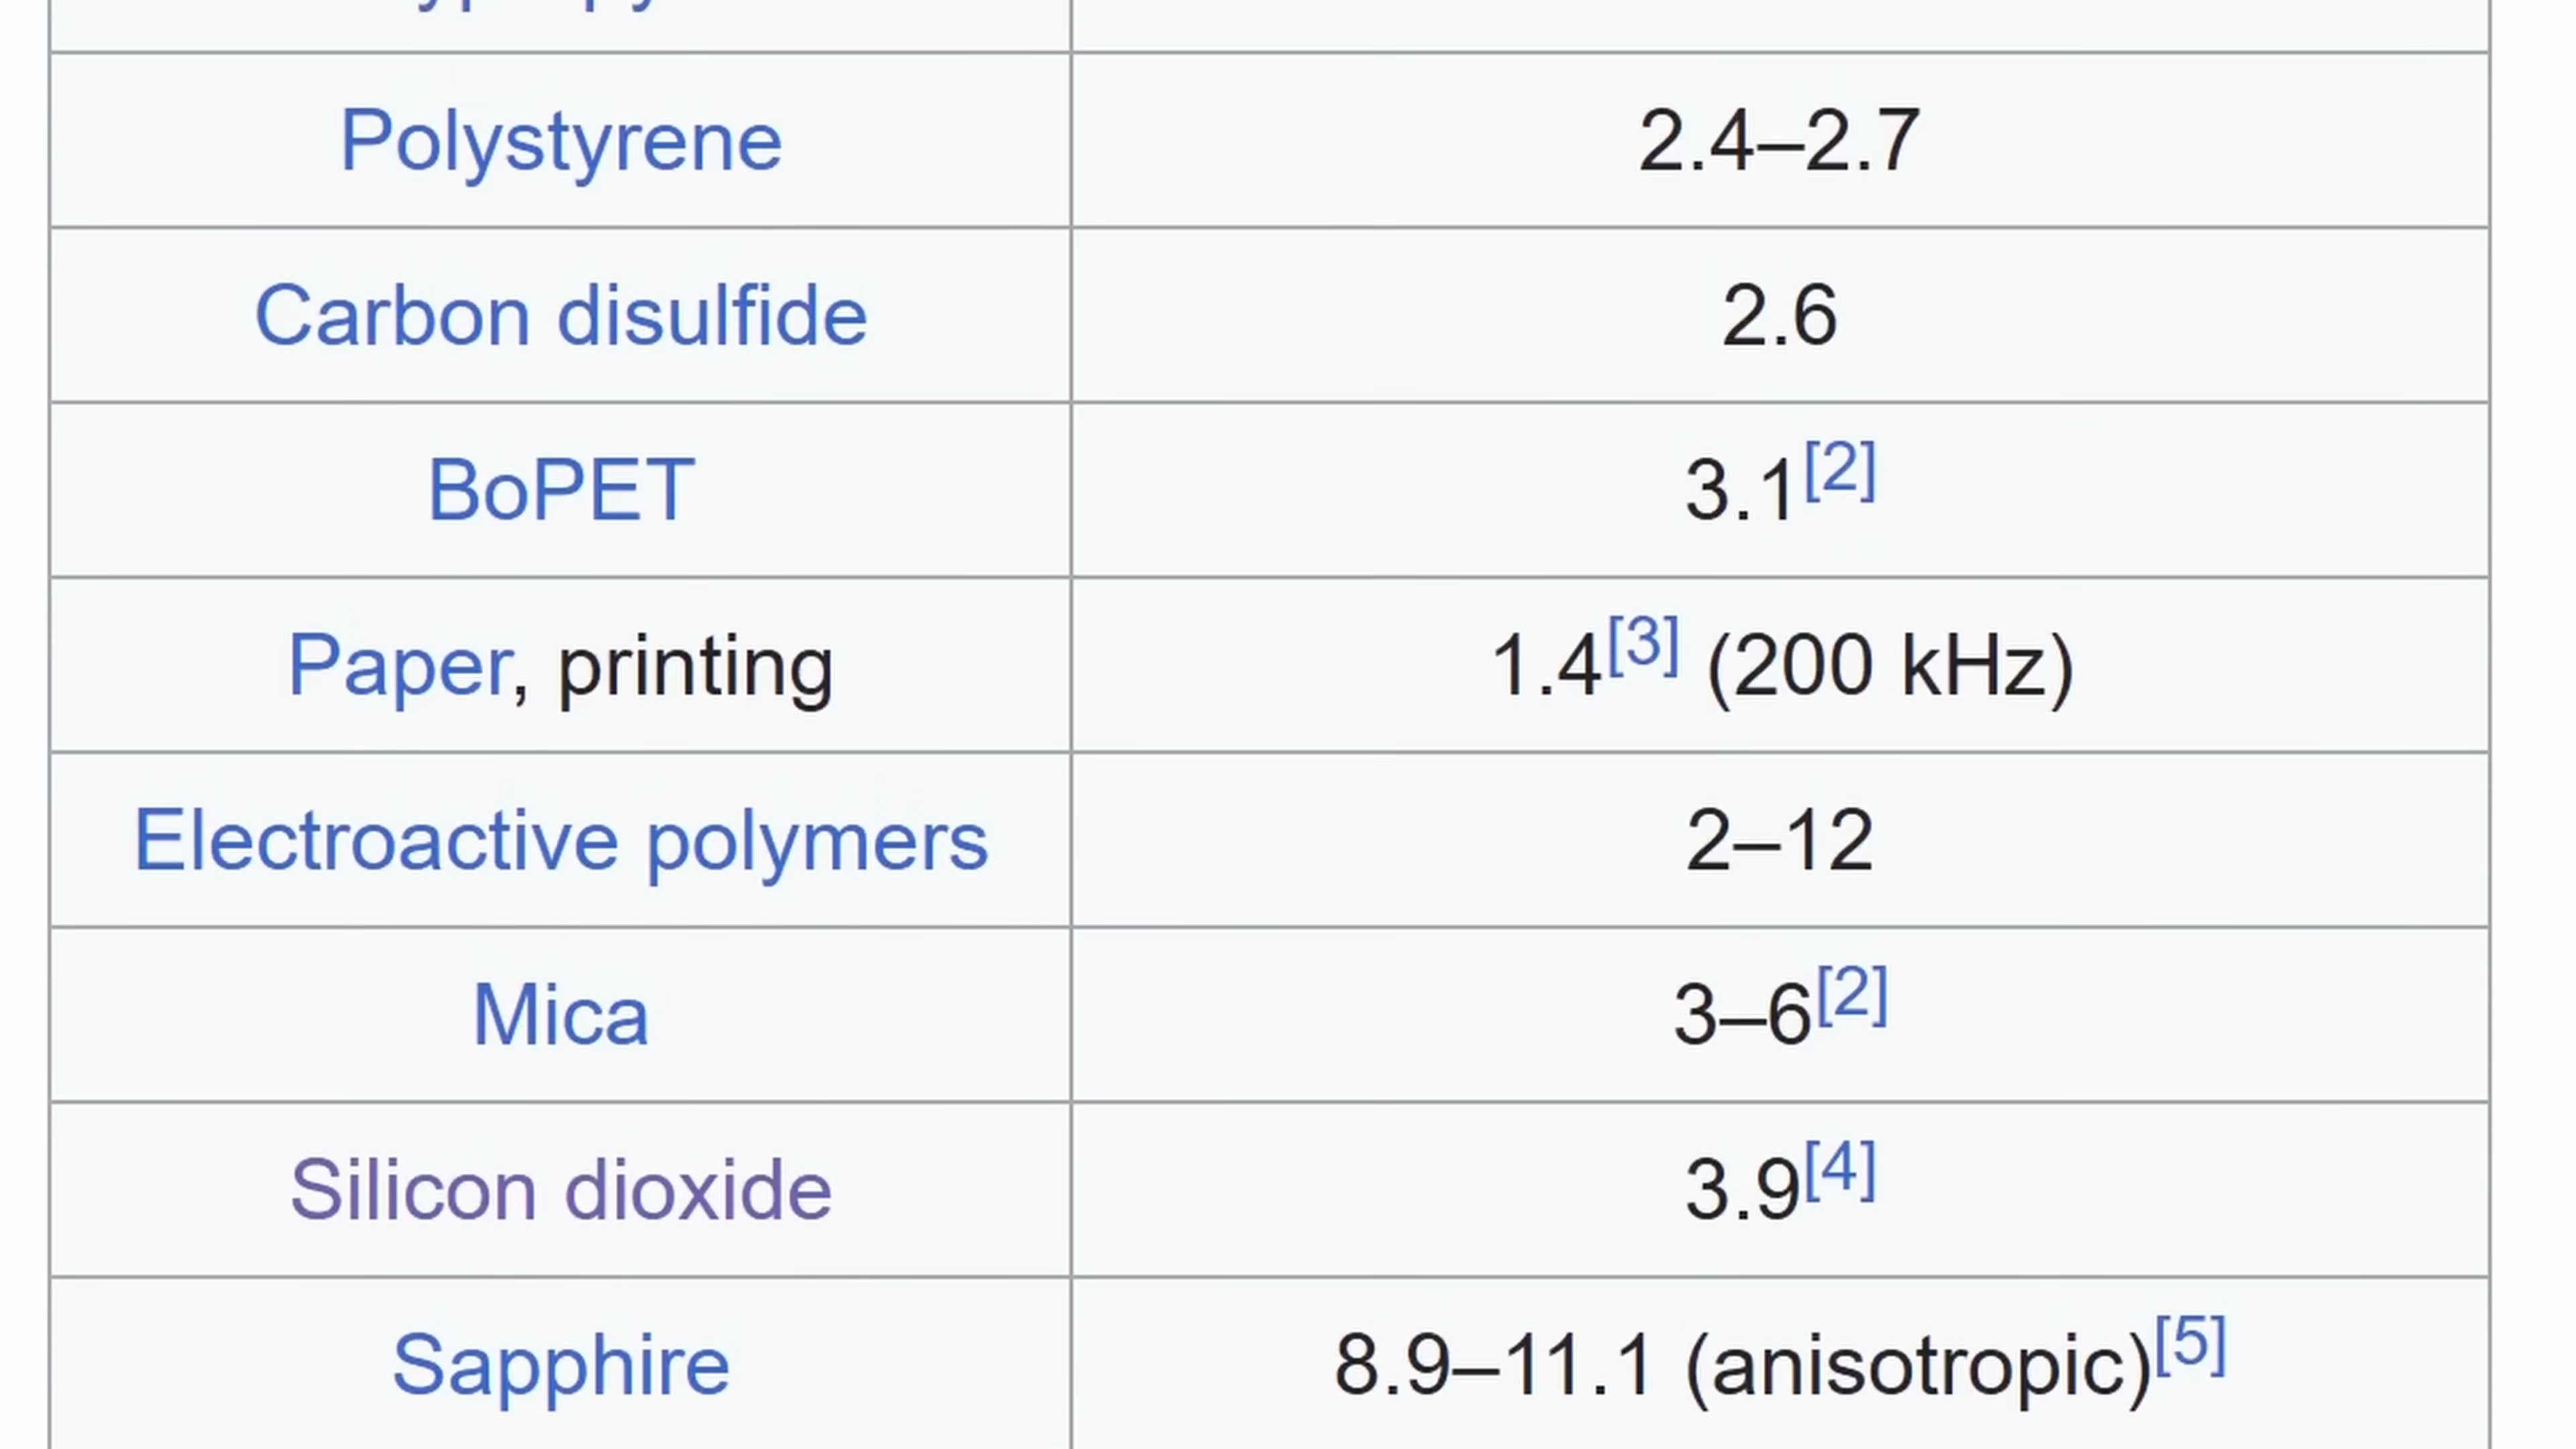 Polystyrene 2.4–2.7
Carbon disulfide 2.6
BoPET 3.1[2]
Paper, printing 1.4[3] (200 kHz)
Electroactive polymers 2–12
Mica 3–6[2]
Silicon dioxide 3.9[4]
Sapphire 8.9–11.1 (anisotropic)[5]